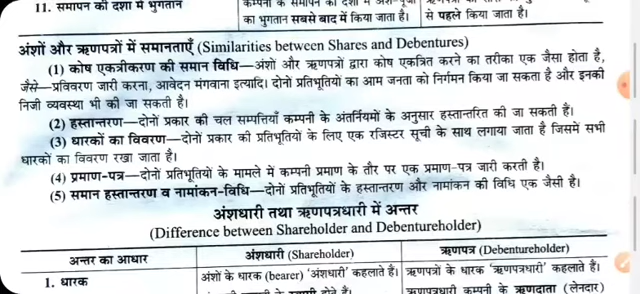 11. समापन की दशा में भुगतान
का भुगतान सबसे बाद में किया जाता है।
से पहले किया जाता है।
अंशों और ऋणपत्रों में समानताएँ (Similarities between Shares and Debentures)
(1) कोष एकत्रीकरण की समान विधि—अंशों और ऋणपत्रों द्वारा कोष एकत्रित करने का तरीका एक जैसा होता है,
जैसे—प्रविवरण जारी करना, आवेदन मंगवाना इत्यादि। दोनों प्रतिभूतियों का आम जनता को निर्गमन किया जा सकता है और इनकी
निजी व्यवस्था भी की जा सकती है।
(2) हस्तान्तरण—दोनों प्रकार की चल सम्पत्तियाँ कम्पनी के अंतर्नियमों के अनुसार हस्तान्तरित की जा सकती हैं।
(3) धारकों का विवरण—दोनों प्रकार की प्रतिभूतियों के लिए एक रजिस्टर सूची के साथ लगाया जाता है जिसमें सभी
धारकों का विवरण रखा जाता है।
(4) प्रमाण-पत्र—दोनों प्रतिभूतियों के मामले में कम्पनी प्रमाण के तौर पर एक प्रमाण-पत्र जारी करती है।
(5) समान हस्तान्तरण व नामांकन-विधि—दोनों प्रतिभूतियों के हस्तान्तरण और नामांकन की विधि एक जैसी है।
अंशधारी तथा ऋणपत्रधारी में अन्तर
(Difference between Shareholder and Debentureholder)
अन्तर का आधार
अंशधारी (Shareholder)
ऋणपत्र (Debentureholder)
1. धारक
अंशों के धारक (bearer) 'अंशधारी' कहलाते हैं।
ऋणपत्रों के धारक 'ऋणपत्रधारी' कहलाते हैं।
ऋणपत्रधारी कम्पनी के ऋणदाता (लेनदार)